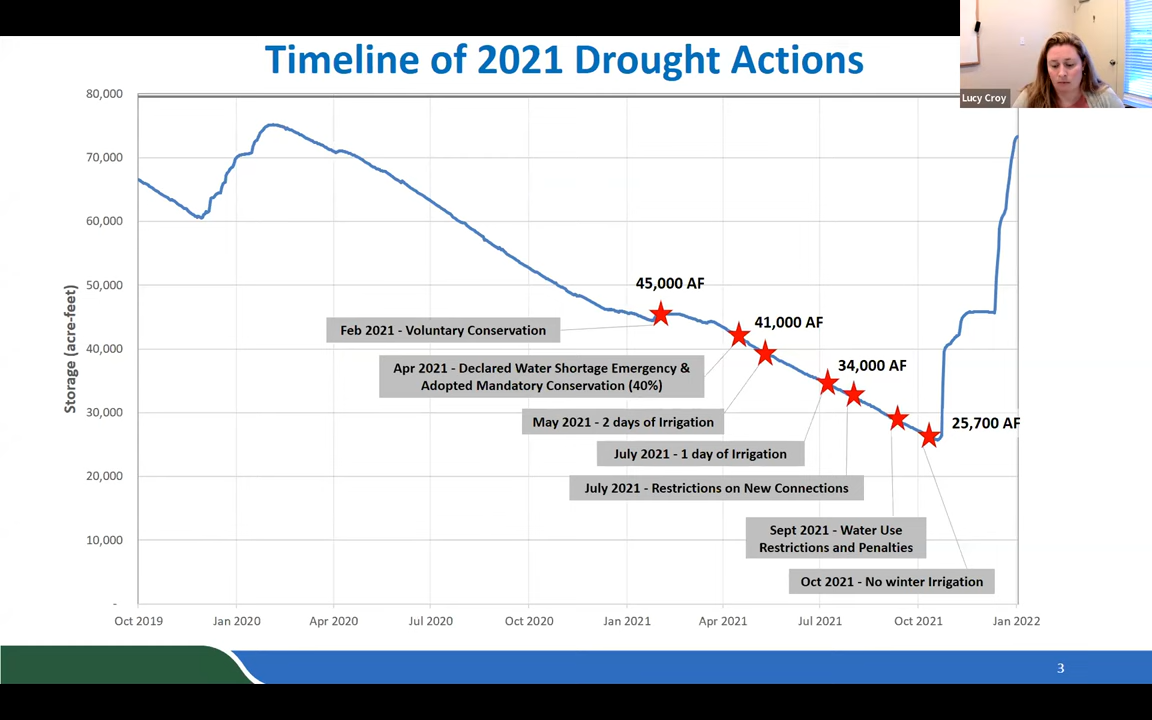 Timeline of 2021 Drought Actions
Lucy Croy
Storage (acre-feet)
80,000
70,000
60,000
50,000
40,000
30,000
20,000
10,000
-
45,000 AF
41,000 AF
34,000 AF
25,700 AF
Feb 2021 - Voluntary Conservation
Apr 2021 - Declared Water Shortage Emergency &
Adopted Mandatory Conservation (40%)
May 2021 - 2 days of Irrigation
July 2021 - 1 day of Irrigation
July 2021 - Restrictions on New Connections
Sept 2021 - Water Use
Restrictions and Penalties
Oct 2021 - No winter Irrigation
Oct 2019
Jan 2020
Apr 2020
Jul 2020
Oct 2020
Jan 2021
Apr 2021
Jul 2021
Oct 2021
Jan 2022
3